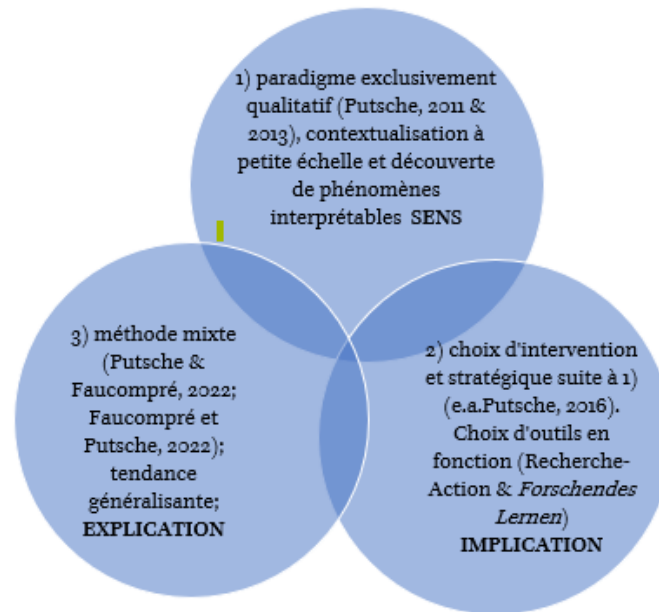 1) paradigme exclusivement
qualitatif (Putsche, 2011 &
2013), contextualisation à
petite échelle et découverte
de phénomènes
interprétables SENS
2) choix d'intervention
et stratégique suite à 1)
(e.a.Putsche, 2016).
Choix d'outils en
fonction (Recherche-
Action & Forschendes
Lernen)
IMPLICATION
3) méthode mixte
(Putsche &
Faucompré, 2022;
Faucompré et
Putsche, 2022);
tendance
généralisante;
EXPLICATION